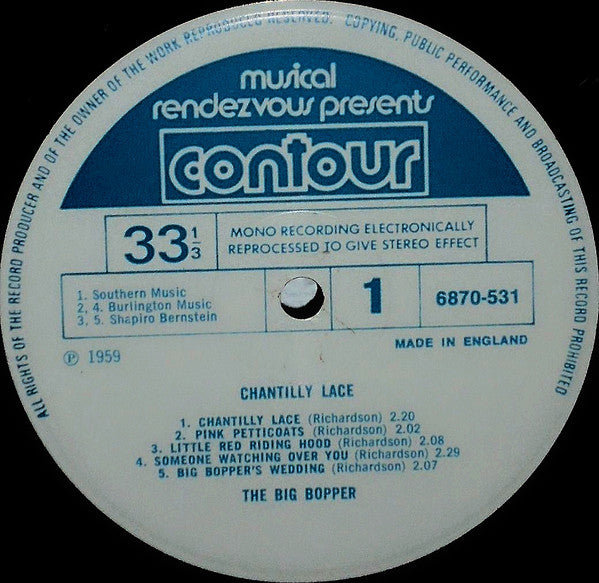 ALL RIGHTS OF THE RECORD PRODUCER AND OF THE OWNER OF THE WORK REPRODUCED RESERVED. COPYING, PUBLIC PERFORMANCE AND BROADCASTING OF THIS RECORD PROHIBITED
musical
rendezvous presents
contour
33 1/3
MONO RECORDING ELECTRONICALLY
REPROCESSED TO GIVE STEREO EFFECT
1. Southern Music
2, 4. Burlington Music
3, 5. Shapiro Bernstein
1
6870-531
MADE IN ENGLAND
Ⓟ 1959
CHANTILLY LACE
1. CHANTILLY LACE (Richardson) 2.20
2. PINK PETTICOATS (Richardson) 2.02
3. LITTLE RED RIDING HOOD (Richardson) 2.08
4. SOMEONE WATCHING OVER YOU (Richardson) 2.29
5. BIG BOPPER'S WEDDING (Richardson) 2.07
THE BIG BOPPER